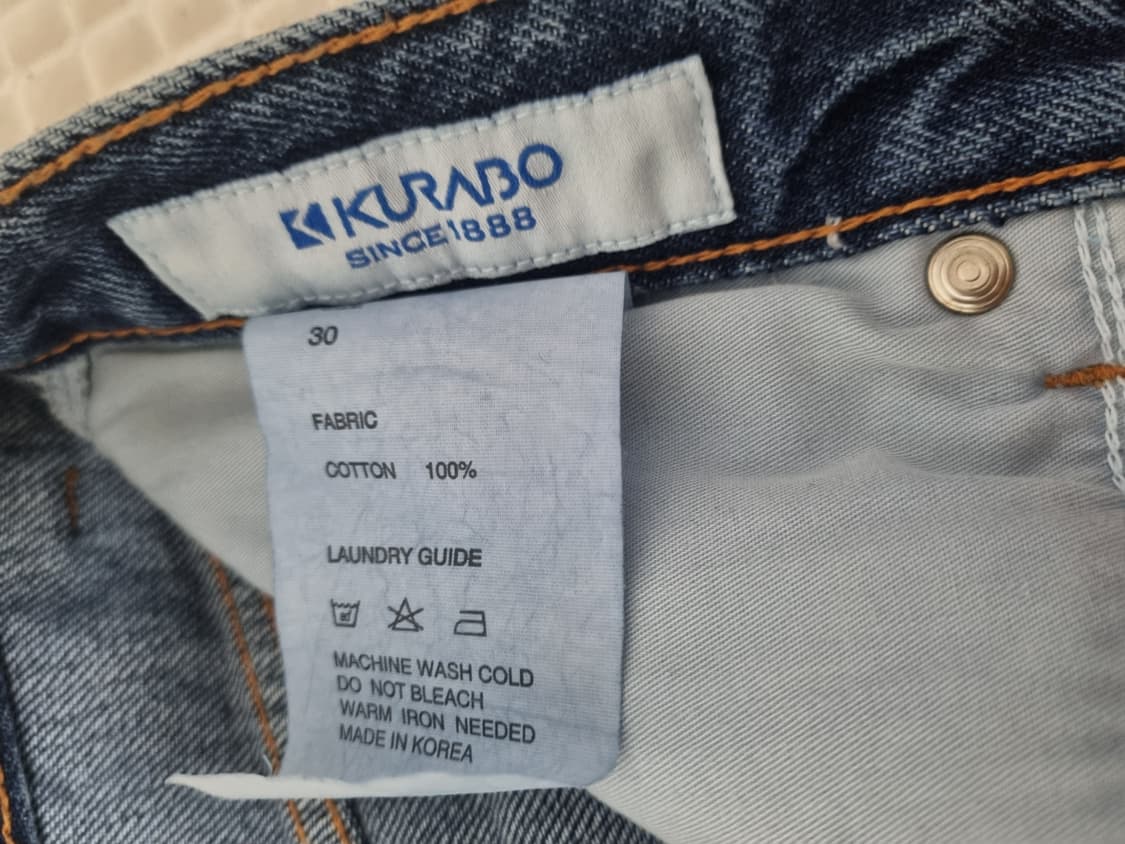 KURABO
SINCE 1888
30
FABRIC
COTTON 100%
LAUNDRY GUIDE
MACHINE WASH COLD
DO NOT BLEACH
WARM IRON NEEDED
MADE IN KOREA